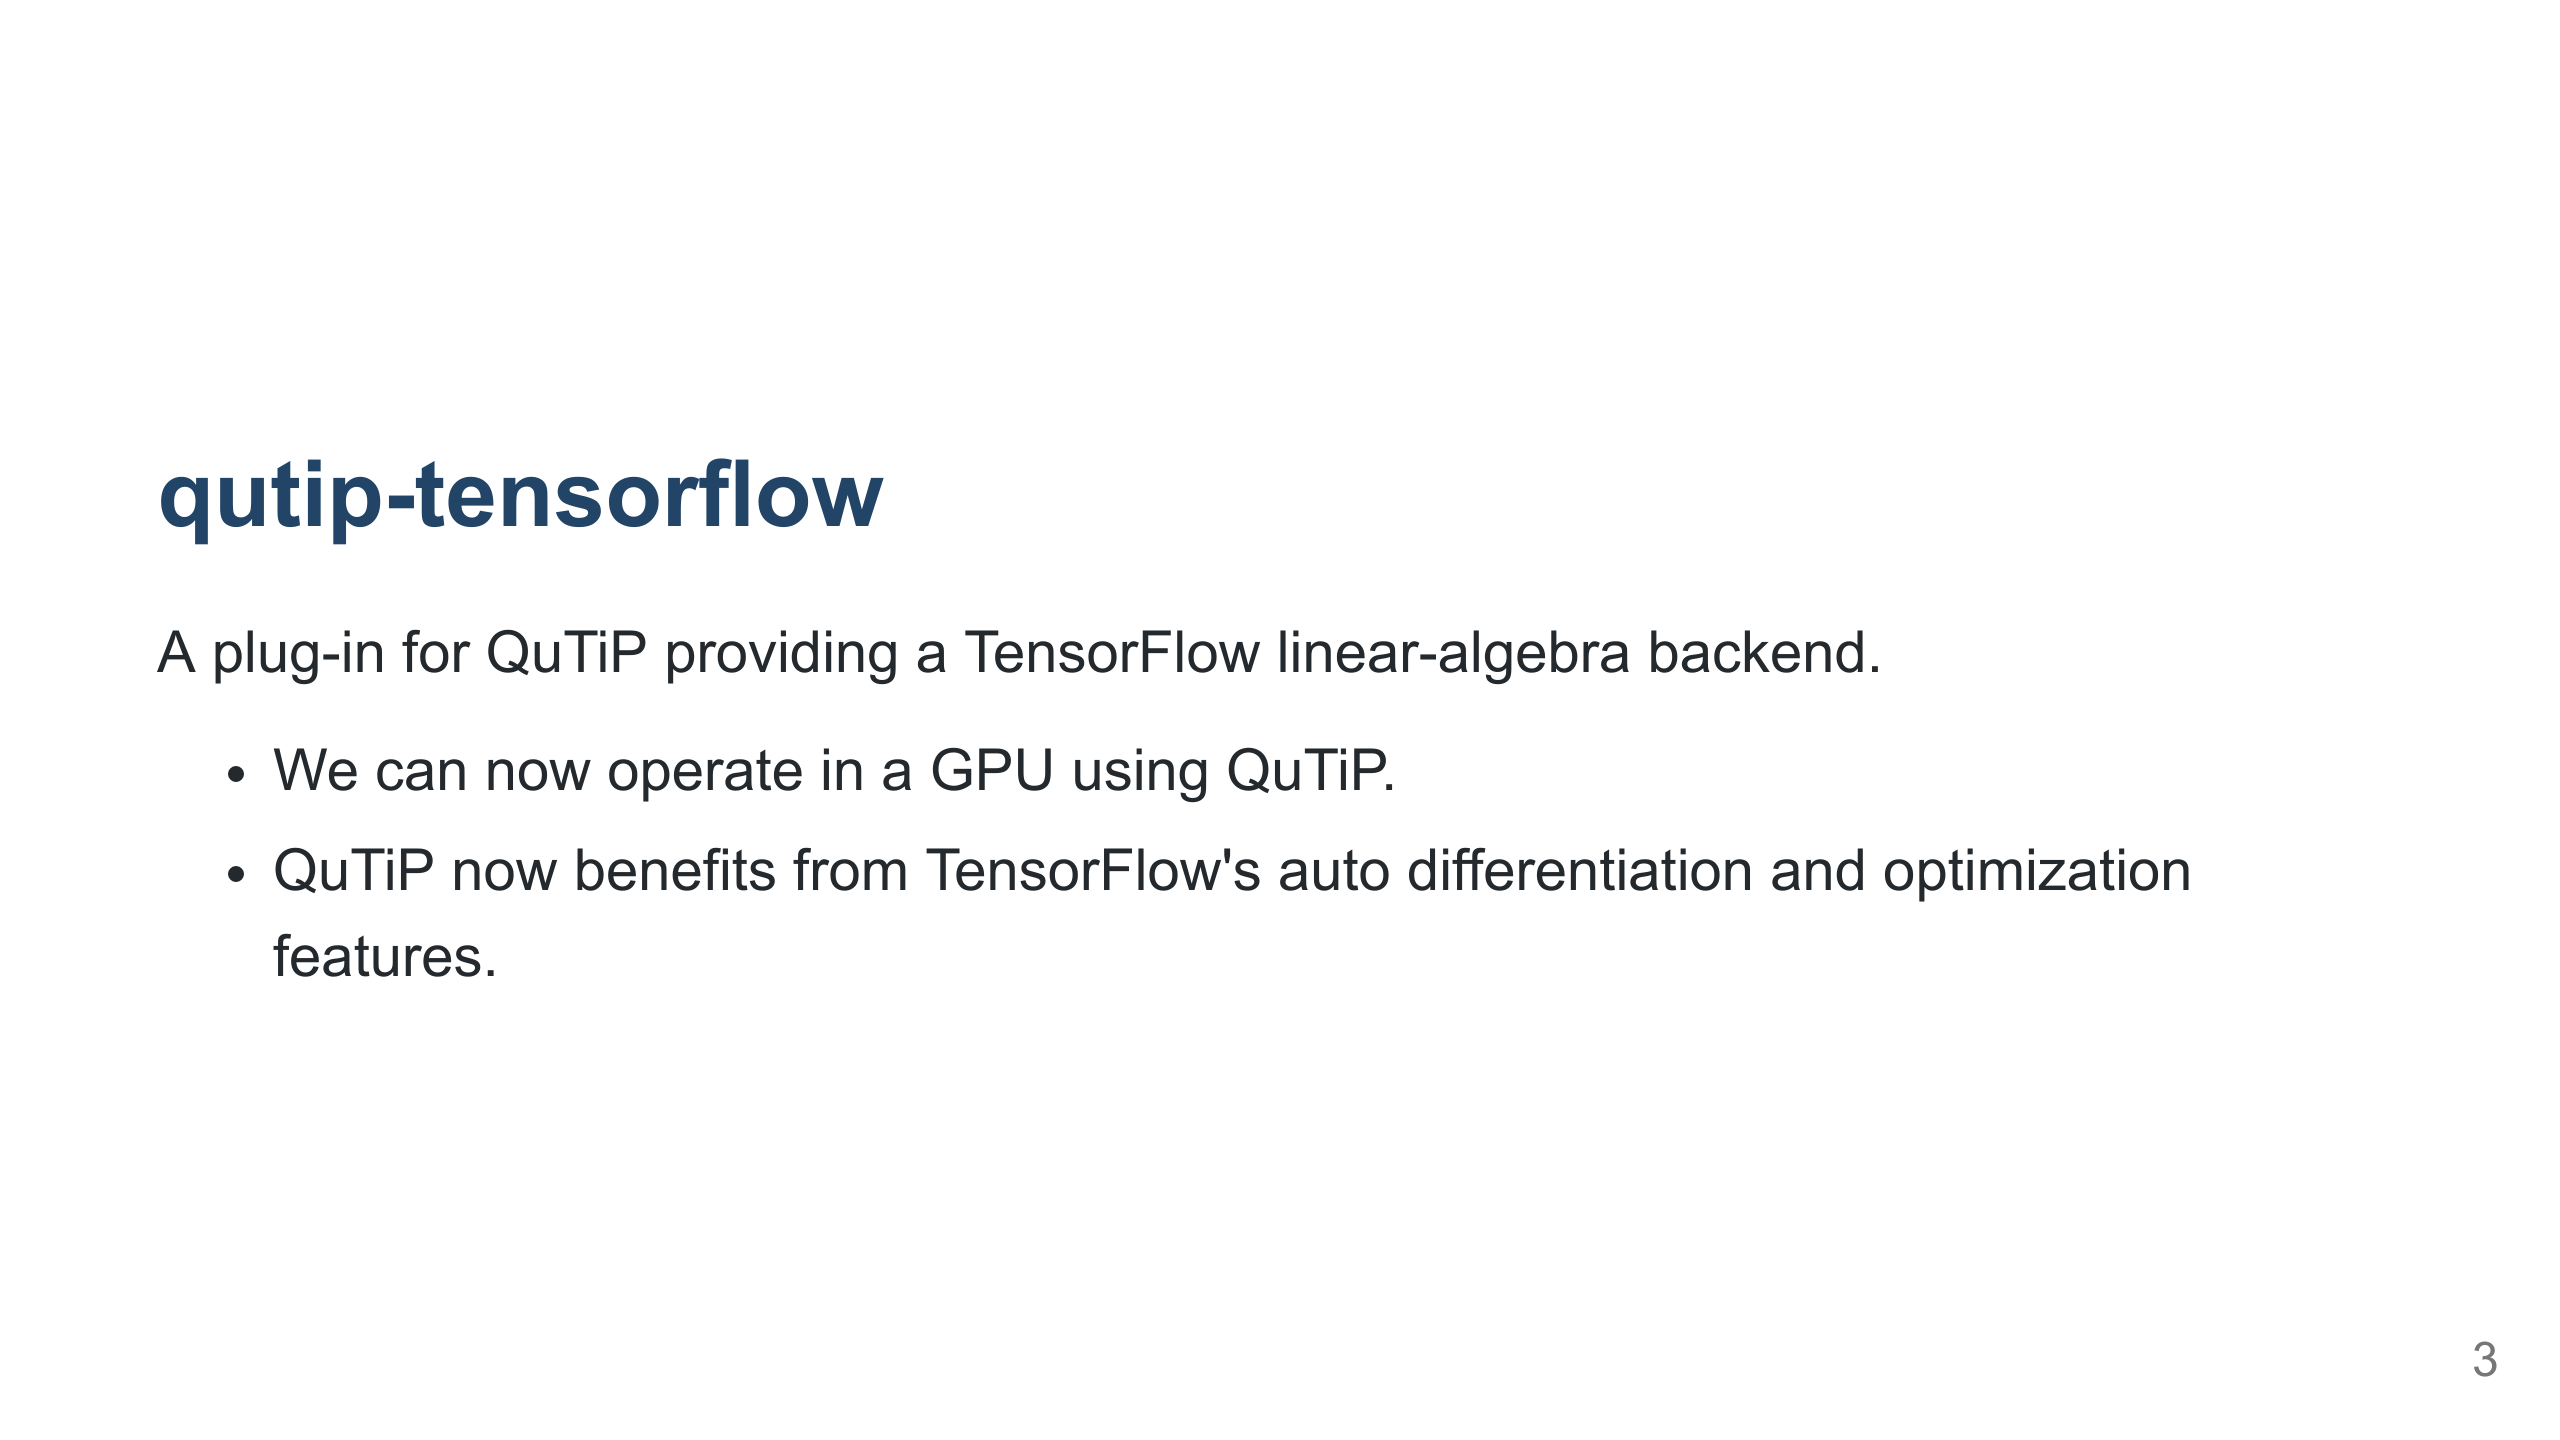 qutip-tensorflow
A plug-in for QuTiP providing a TensorFlow linear-algebra backend.
• We can now operate in a GPU using QuTiP.
• QuTiP now benefits from TensorFlow's auto differentiation and optimization
features.
3